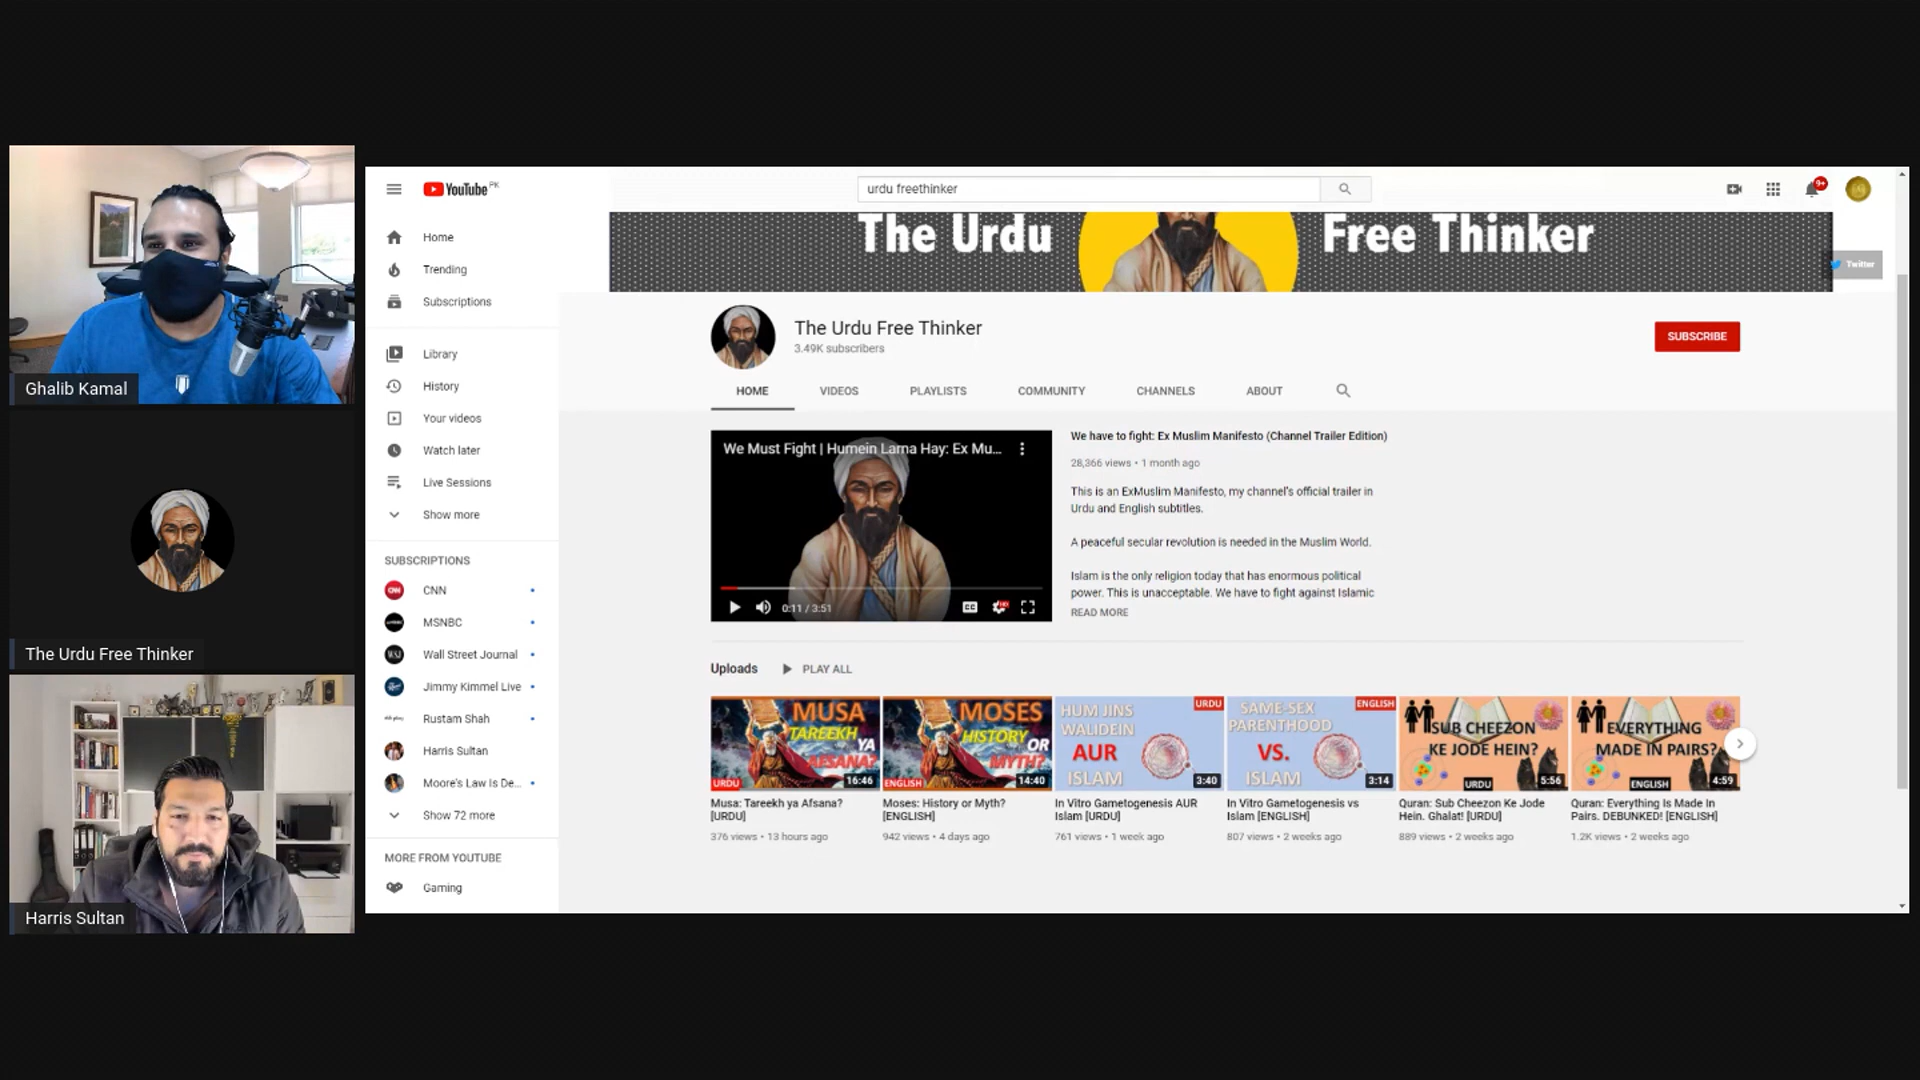 Ghalib Kamal
The Urdu Free Thinker
Harris Sultan
YouTube PK
urdu freethinker
9+
Home
Trending
Subscriptions
Library
History
Your videos
Watch later
Live Sessions
Show more
SUBSCRIPTIONS
CNN
MSNBC
Wall Street Journal
Jimmy Kimmel Live
Rustam Shah
Harris Sultan
Moore's Law Is De...
Show 72 more
MORE FROM YOUTUBE
Gaming
The Urdu Free Thinker
Twitter
The Urdu Free Thinker
3.49K subscribers
SUBSCRIBE
HOME VIDEOS PLAYLISTS COMMUNITY CHANNELS ABOUT
We Must Fight | Humein Larna Hay: Ex Mu...
0:11 / 3:51
CC HD
We have to fight: Ex Muslim Manifesto (Channel Trailer Edition)
28,366 views • 1 month ago
This is an ExMuslim Manifesto, my channel's official trailer in
Urdu and English subtitles.
A peaceful secular revolution is needed in the Muslim World.
Islam is the only religion today that has enormous political
power. This is unacceptable. We have to fight against Islamic
READ MORE
Uploads PLAY ALL
MUSA
TAREEKH YA
AFSANA?
URDU 16:46
Musa: Tareekh ya Afsana?
[URDU]
376 views • 13 hours ago
MOSES
HISTORY OR
MYTH?
ENGLISH 14:40
Moses: History or Myth?
[ENGLISH]
942 views • 4 days ago
URDU
HUM JINS
WALIDEIN
AUR
ISLAM
3:40
In Vitro Gametogenesis AUR
Islam [URDU]
761 views • 1 week ago
ENGLISH
SAME-SEX
PARENTHOOD
VS.
ISLAM
3:14
In Vitro Gametogenesis vs
Islam [ENGLISH]
807 views • 2 weeks ago
SUB CHEEZON
KE JODE HEIN?
URDU 5:56
Quran: Sub Cheezon Ke Jode
Hein. Ghalat! [URDU]
889 views • 2 weeks ago
EVERYTHING
MADE IN PAIRS?
ENGLISH 4:59
Quran: Everything Is Made In
Pairs. DEBUNKED! [ENGLISH]
1.2K views • 2 weeks ago